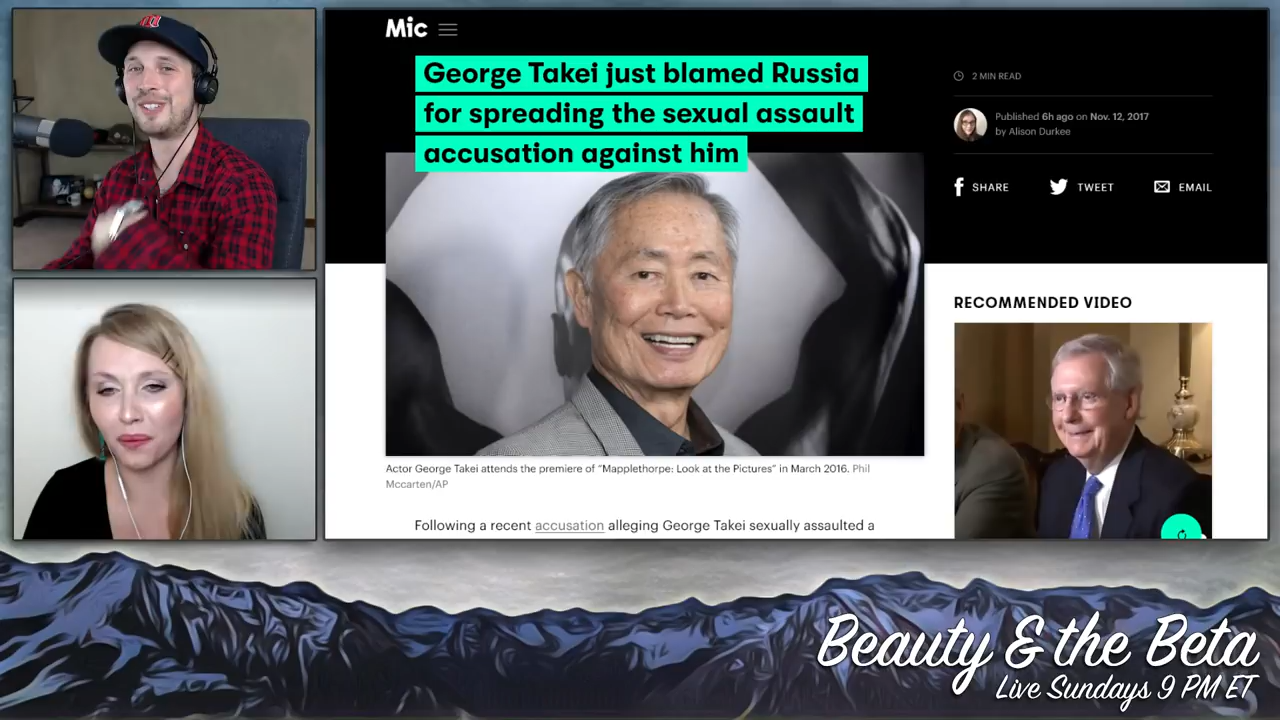 Mic
George Takei just blamed Russia
for spreading the sexual assault
accusation against him
2 MIN READ
Published 6h ago on Nov. 12, 2017
by Alison Durkee
SHARE
TWEET
EMAIL
RECOMMENDED VIDEO
Actor George Takei attends the premiere of “Mapplethorpe: Look at the Pictures” in March 2016. Phil
Mccarten/AP
Following a recent accusation alleging George Takei sexually assaulted a
Beauty & the Beta
Live Sundays 9 PM ET